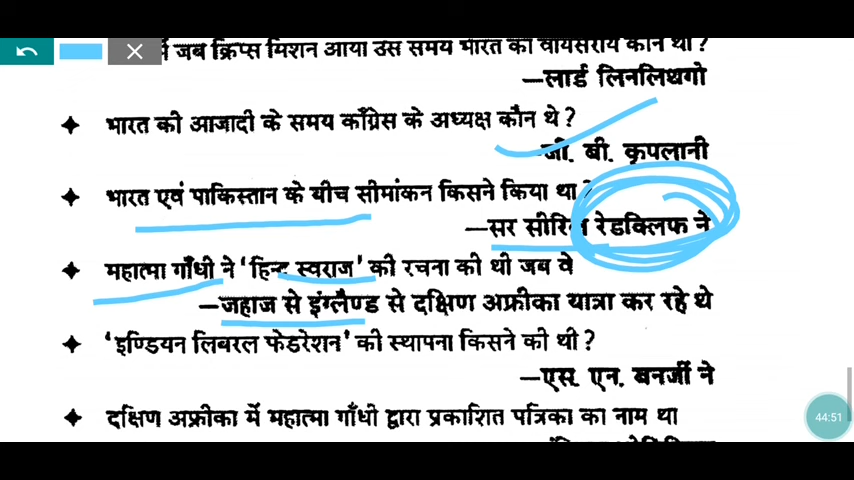 में जब क्रिप्स मिशन आया उस समय भारत का वायसराय कौन था?
—लार्ड लिनलिथगो
✦ भारत की आजादी के समय काँग्रेस के अध्यक्ष कौन थे?
—जी. बी. कृपलानी
✦ भारत एवं पाकिस्तान के बीच सीमांकन किसने किया था?
—सर सीरिल रेडक्लिफ ने
✦ महात्मा गाँधी ने ‘हिन्द स्वराज’ की रचना की थी जब वे
—जहाज से इंग्लैण्ड से दक्षिण अफ्रीका यात्रा कर रहे थे
✦ ‘इण्डियन लिबरल फेडरेशन’ की स्थापना किसने की थी?
—एस. एन. बनर्जी ने
✦ दक्षिण अफ्रीका में महात्मा गाँधी द्वारा प्रकाशित पत्रिका का नाम था
44:51